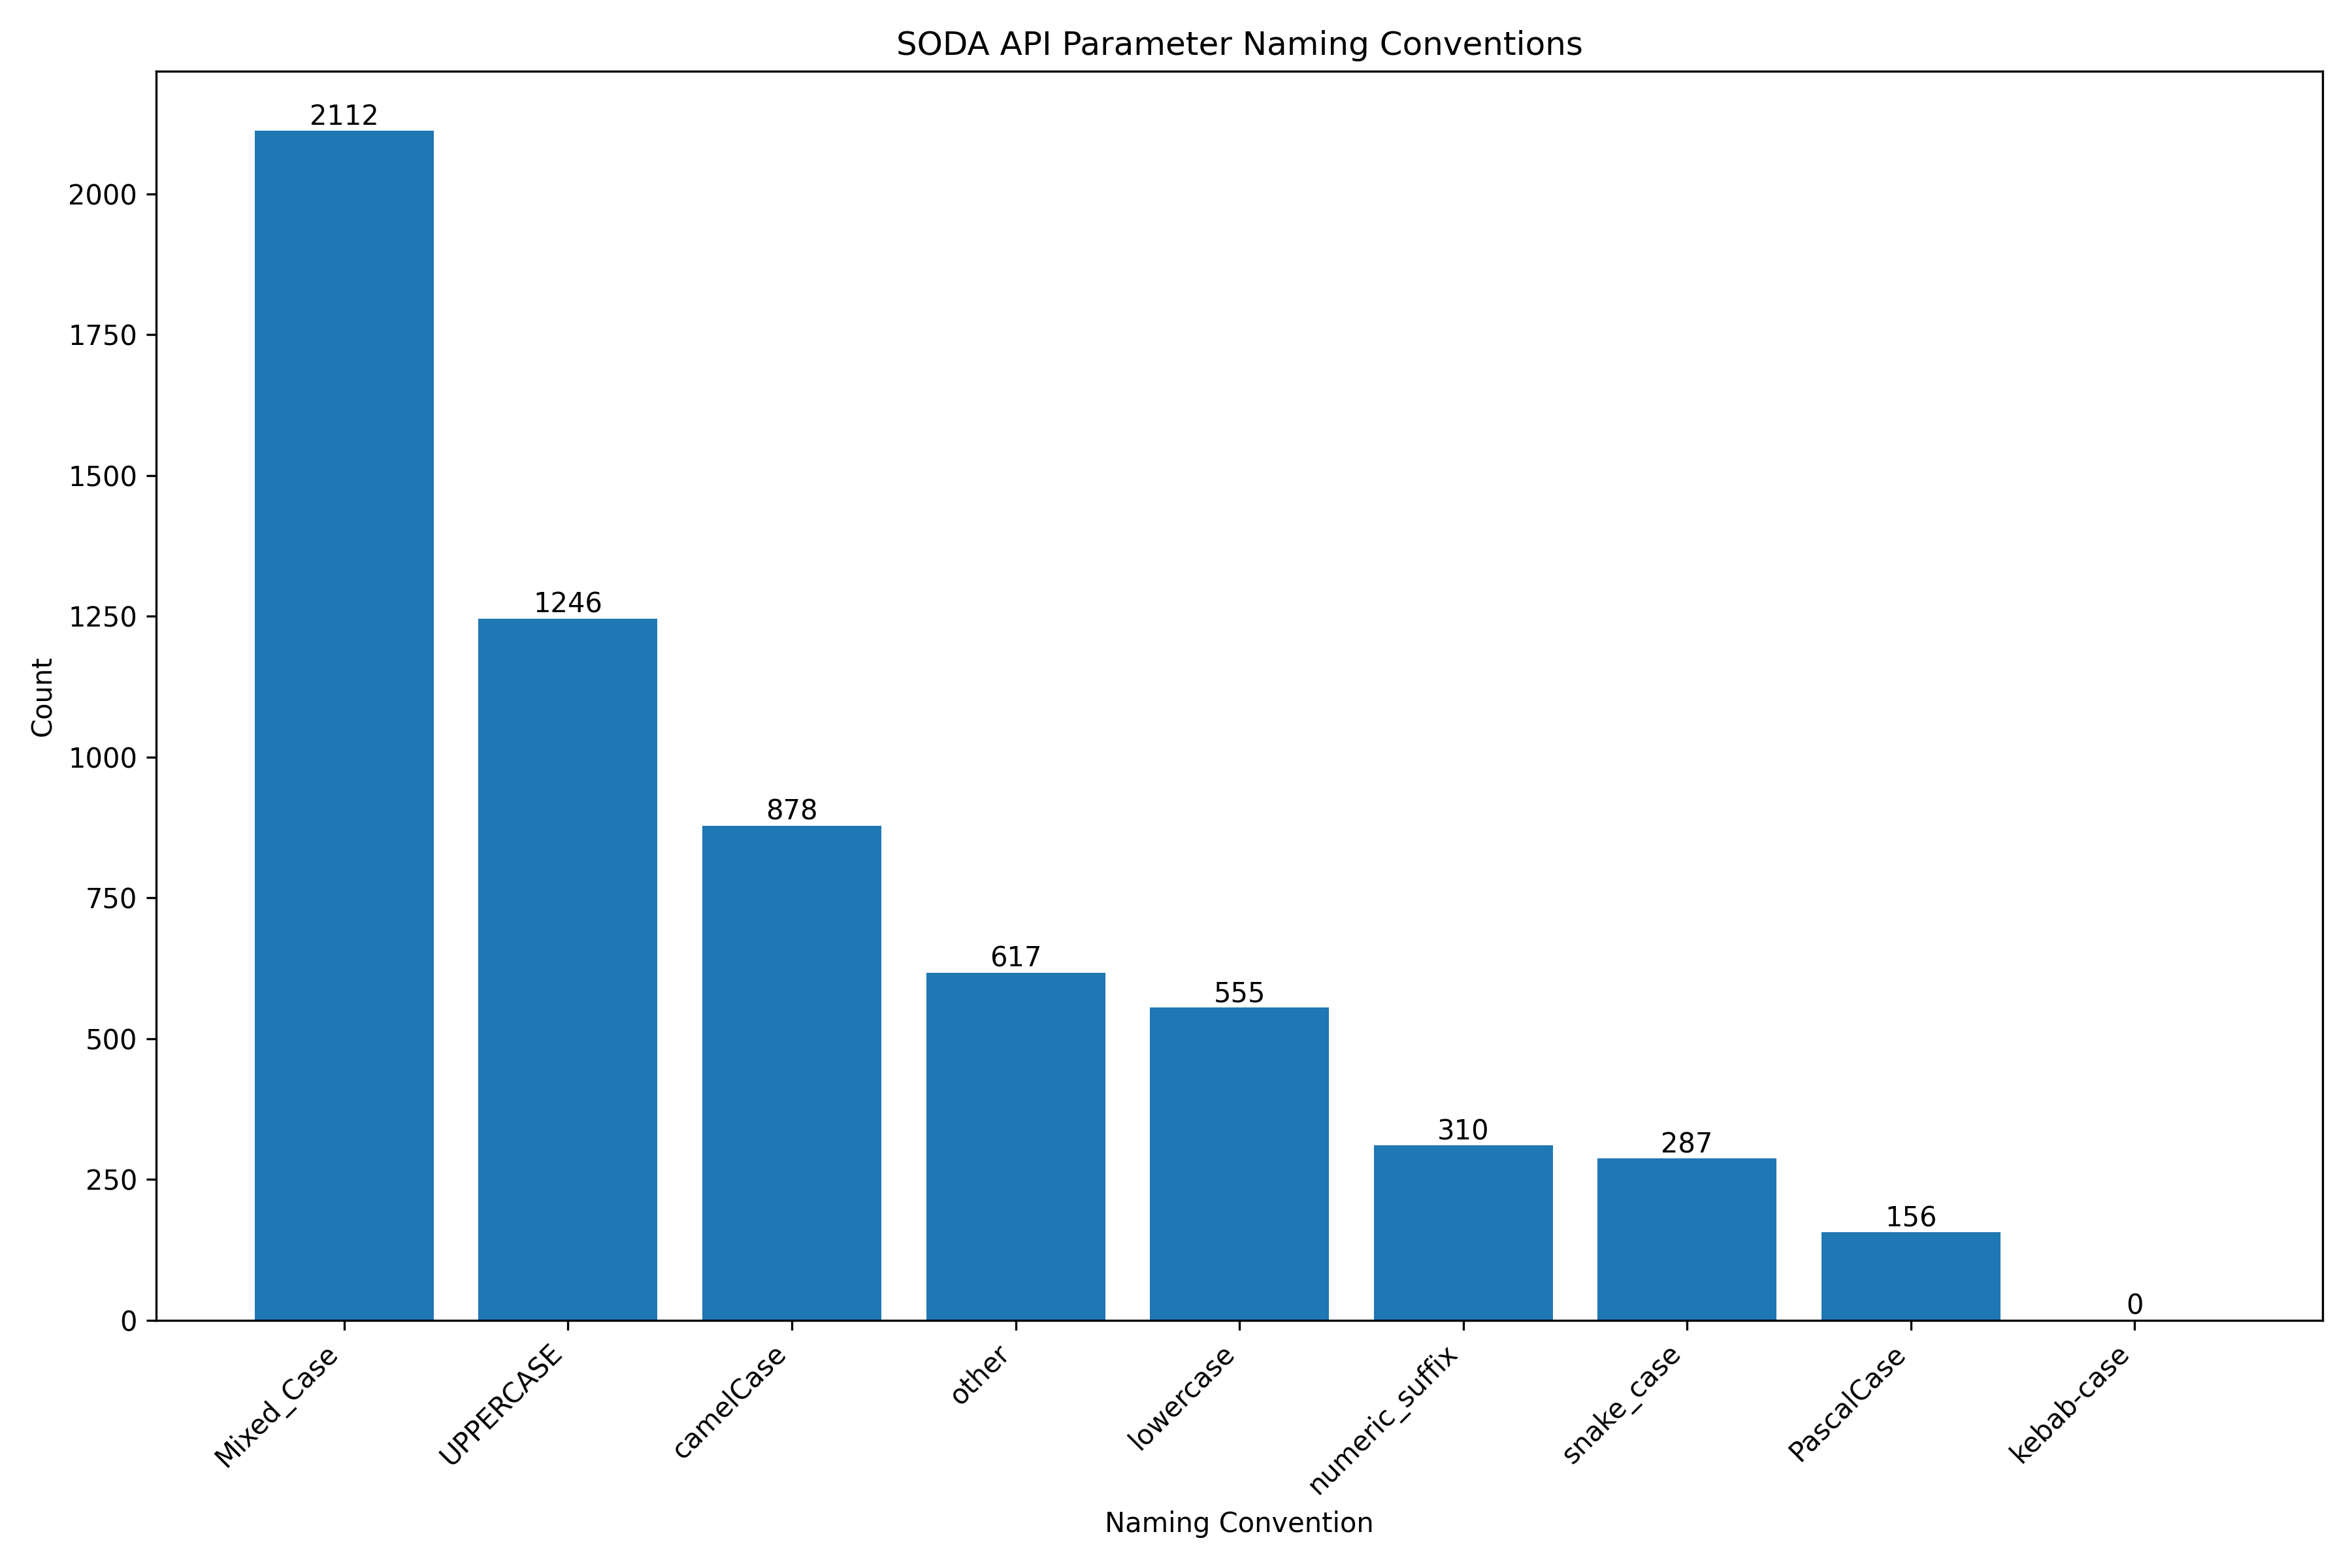 SODA API Parameter Naming Conventions
2112
2000
1750
1500
1250
1246
1000
878
750
617
555
500
310
287
250
156
0
0
Count
Mixed_Case
UPPERCASE
camelCase
other
lowercase
numeric_suffix
snake_case
PascalCase
kebab-case
Naming Convention